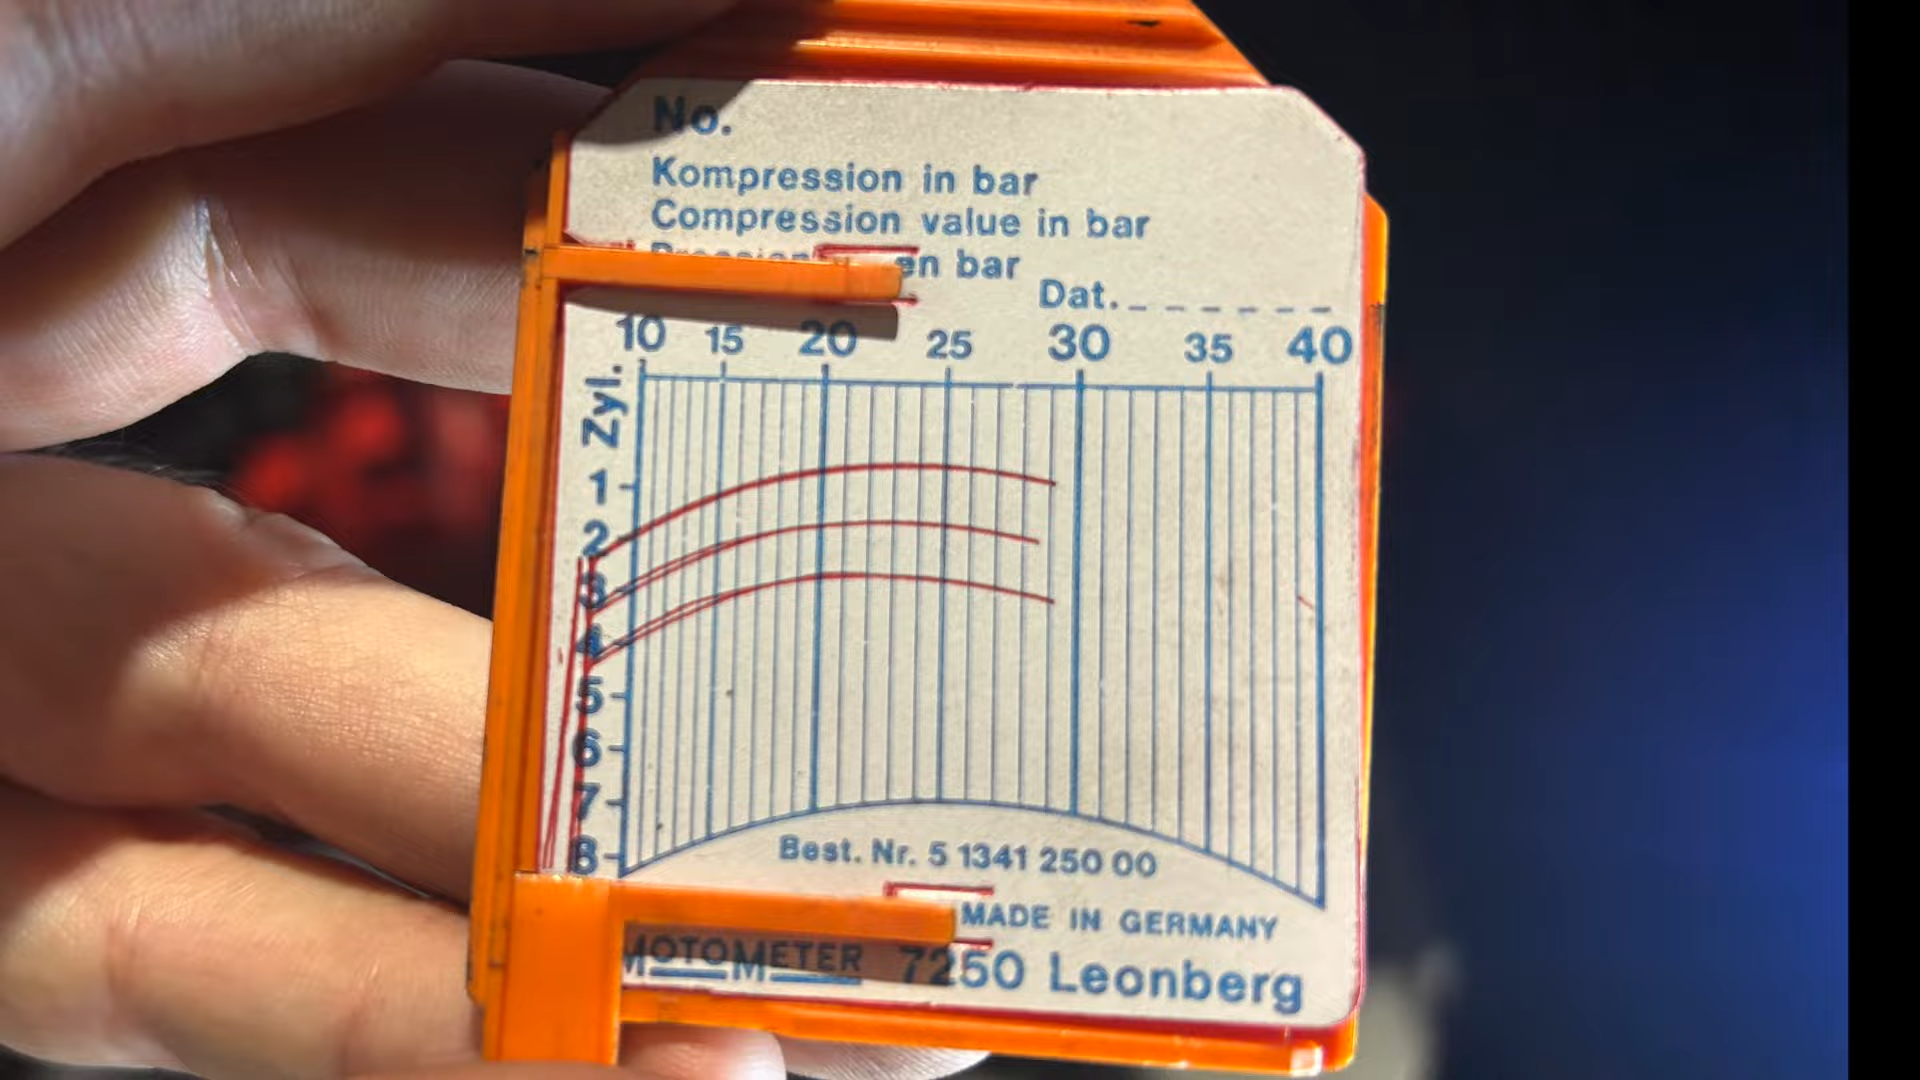 No.
Kompression in bar
Compression value in bar
en bar
Dat.
10 15 20 25 30 35 40
Zyl.
1
2
3
4
5
6
7
8
Best. Nr. 5 1341 250 00
MADE IN GERMANY
MOTOMETER 7250 Leonberg